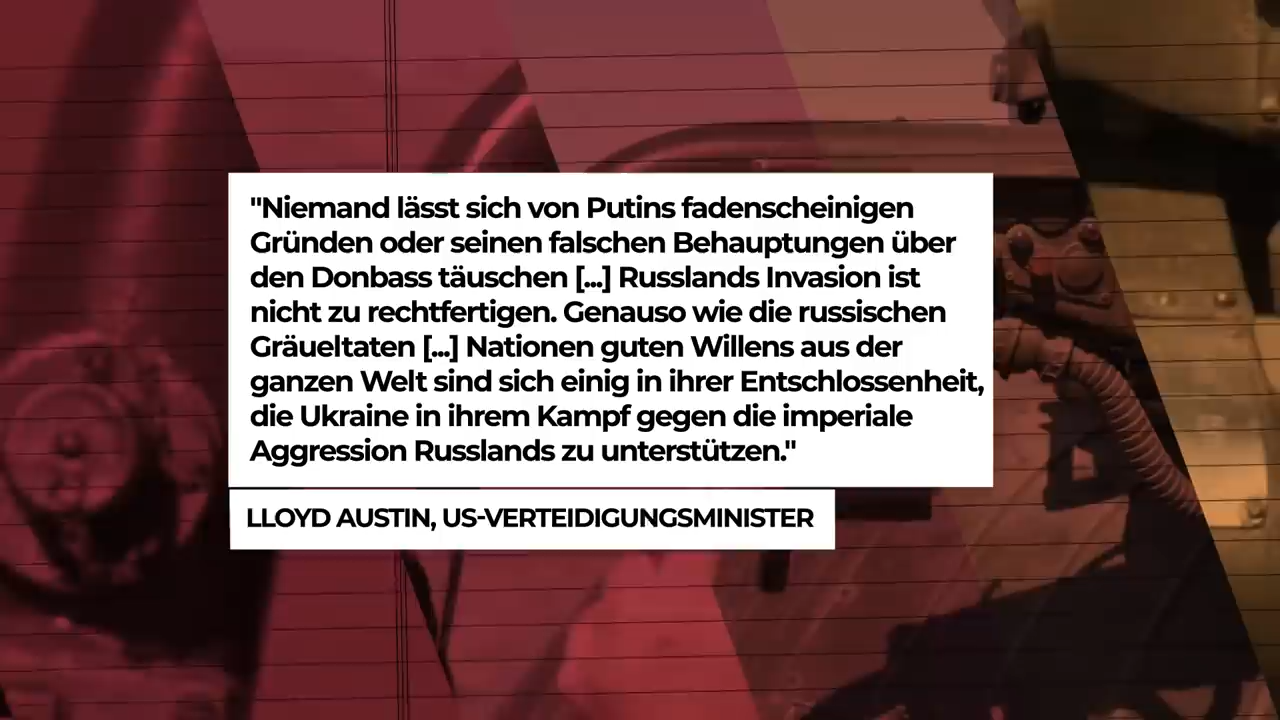 "Niemand lässt sich von Putins fadenscheinigen
Gründen oder seinen falschen Behauptungen über
den Donbass täuschen [...] Russlands Invasion ist
nicht zu rechtfertigen. Genauso wie die russischen
Gräueltaten [...] Nationen guten Willens aus der
ganzen Welt sind sich einig in ihrer Entschlossenheit,
die Ukraine in ihrem Kampf gegen die imperiale
Aggression Russlands zu unterstützen."
LLOYD AUSTIN, US-VERTEIDIGUNGSMINISTER